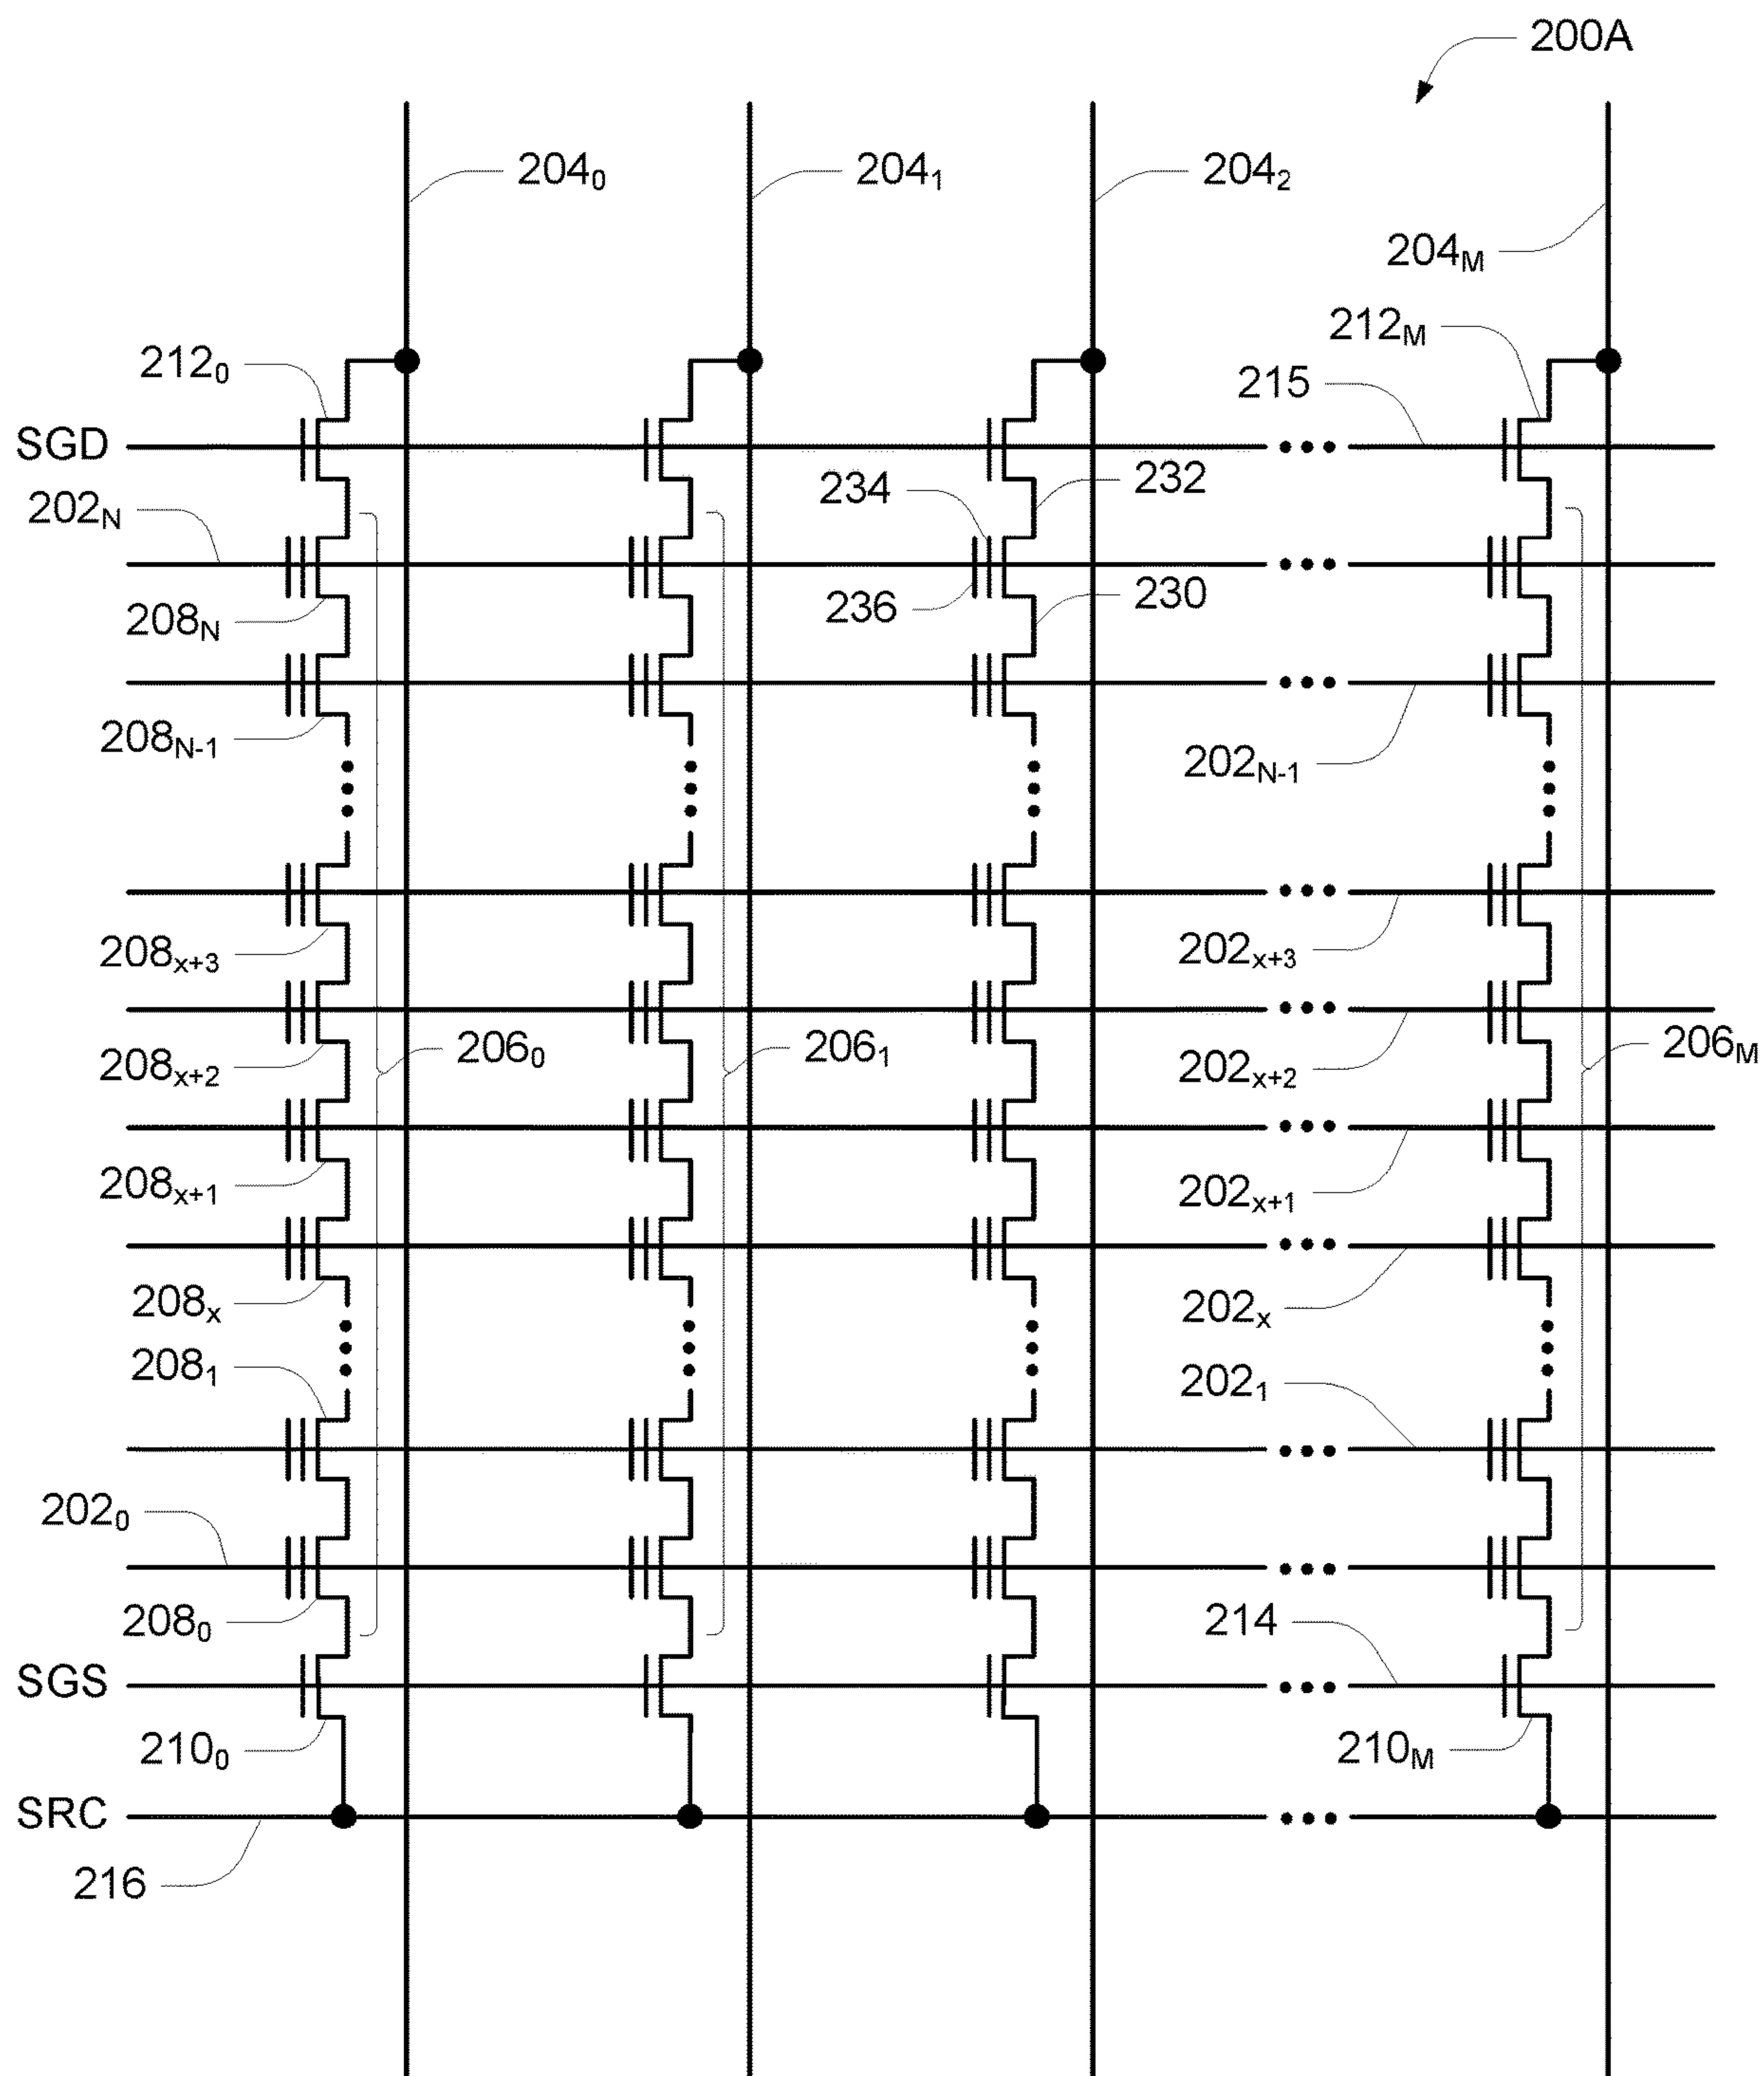 200A
204₀ 204₁ 204₂
204M
212₀ 212M
215
SGD
234 232
202N
236 230
208N
208N-1 202N-1
208x+3 202x+3
208x+2 206₀ 206₁ 202x+2 206M
208x+1 202x+1
208x 202x
208₁ 202₁
202₀
208₀ 214
SGS
210₀ 210M
SRC
216